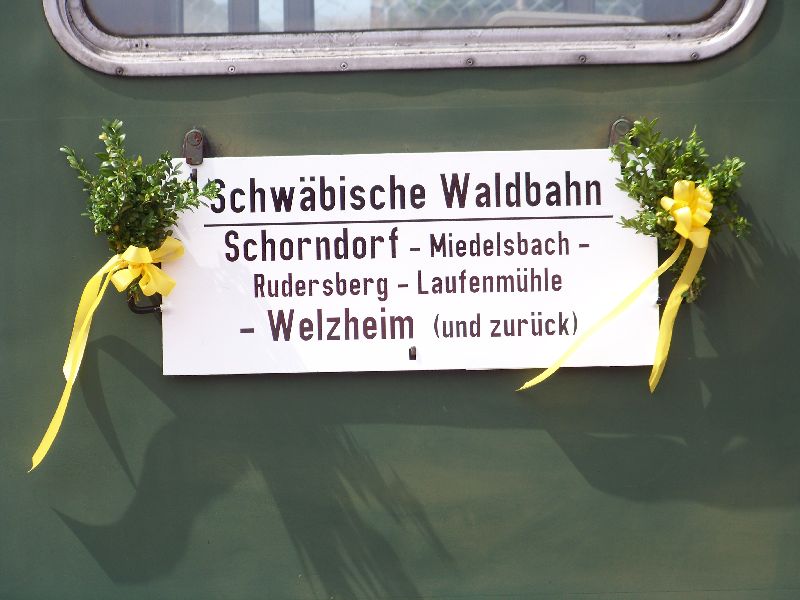 Schwäbische Waldbahn
Schorndorf - Miedelsbach -
Rudersberg - Laufenmühle
- Welzheim (und zurück)